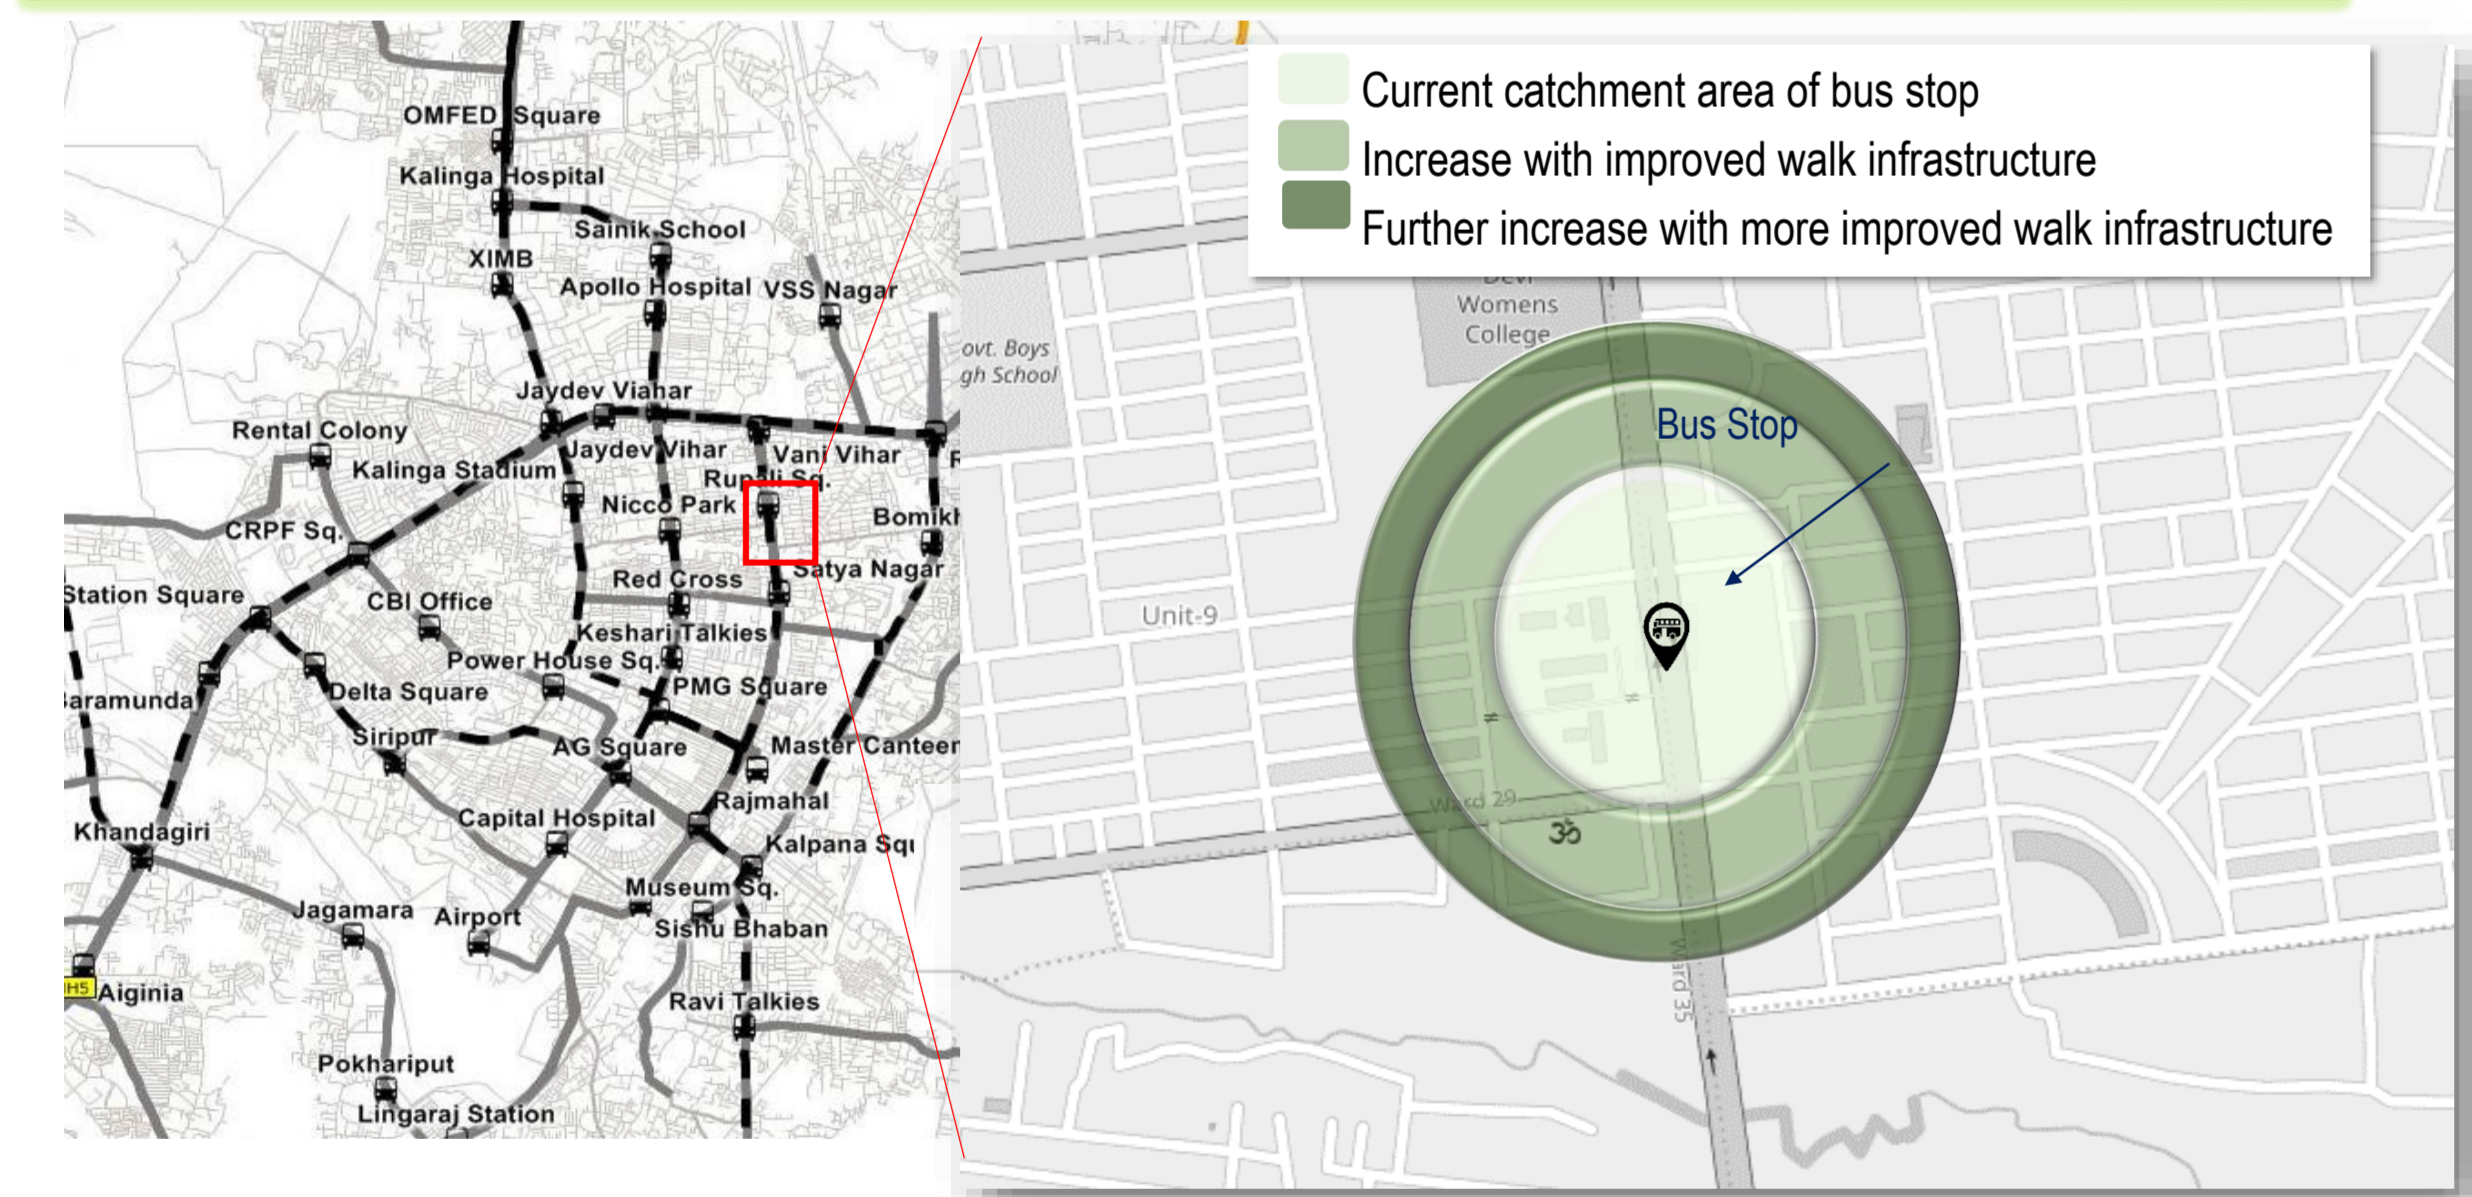 Current catchment area of bus stop
Increase with improved walk infrastructure
Further increase with more improved walk infrastructure
OMFED Square
Kalinga Hospital
Sainik School
XIMB
Apollo Hospital
VSS Nagar
Jaydev Viahar
Rental Colony
Jaydev Vihar
Vani Vihar
Kalinga Stadium
Rupali Sq.
Nicco Park
Bomikh
CRPF Sq.
Satya Nagar
Red Cross
Station Square
CBI Office
Keshari Talkies
Power House Sq.
PMG Square
Delta Square
aramunda
Siripur
AG Square
Master Canteen
Rajmahal
Capital Hospital
Khandagiri
Kalpana Squ
Museum Sq.
Jagamara
Airport
Sishu Bhaban
H5
Aiginia
Ravi Talkies
Pokhariput
Lingaraj Station
Devi
Womens
College
ovt. Boys
gh School
Bus Stop
Unit-9
Ward 29
ॐ
Ward 35